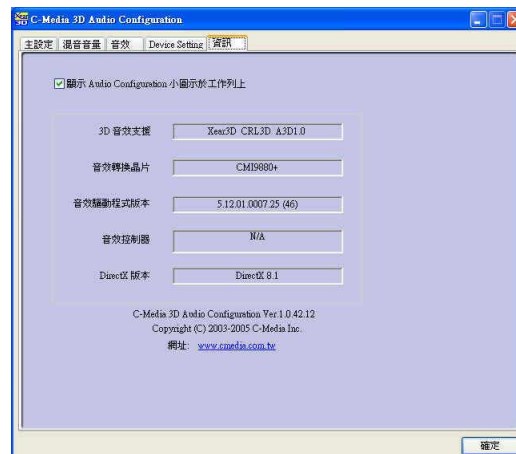 C-Media 3D Audio Configuration
主設定 混音音量 音效 Device Setting 資訊
顯示 Audio Configuration 小圖示於工作列上
3D 音效支援 Xear3D CRL3D A3D1.0
音效轉換晶片 CMI9880+
音效驅動程式版本 5.12.01.0007.25 (46)
音效控制器 N/A
DirectX 版本 DirectX 8.1
C-Media 3D Audio Configuration Ver.1.0.42.12
Copyright (C) 2003-2005 C-Media Inc.
網址: www.cmedia.com.tw
確定